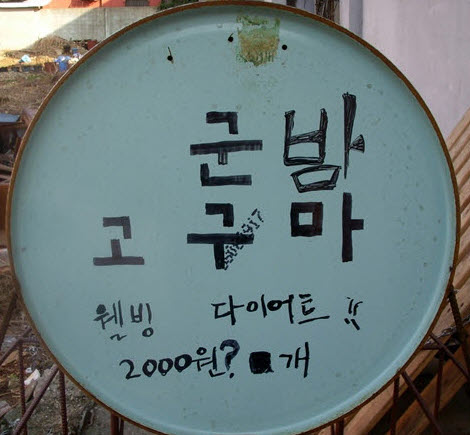 군밤
고구마
웰빙 다이어트 !!
2000원? 개